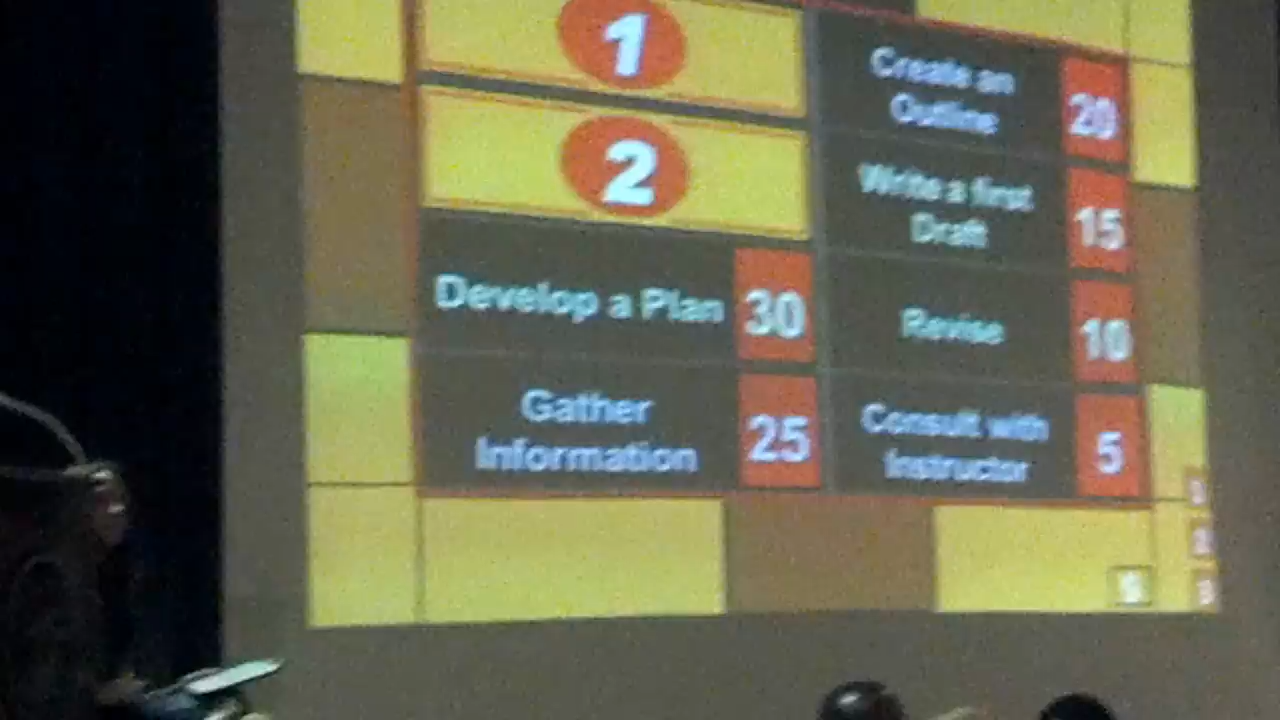 1
2
Develop a Plan 30
Gather
Information 25
Create an
Outline 20
Write a first
Draft 15
Revise 10
Consult with
Instructor 5